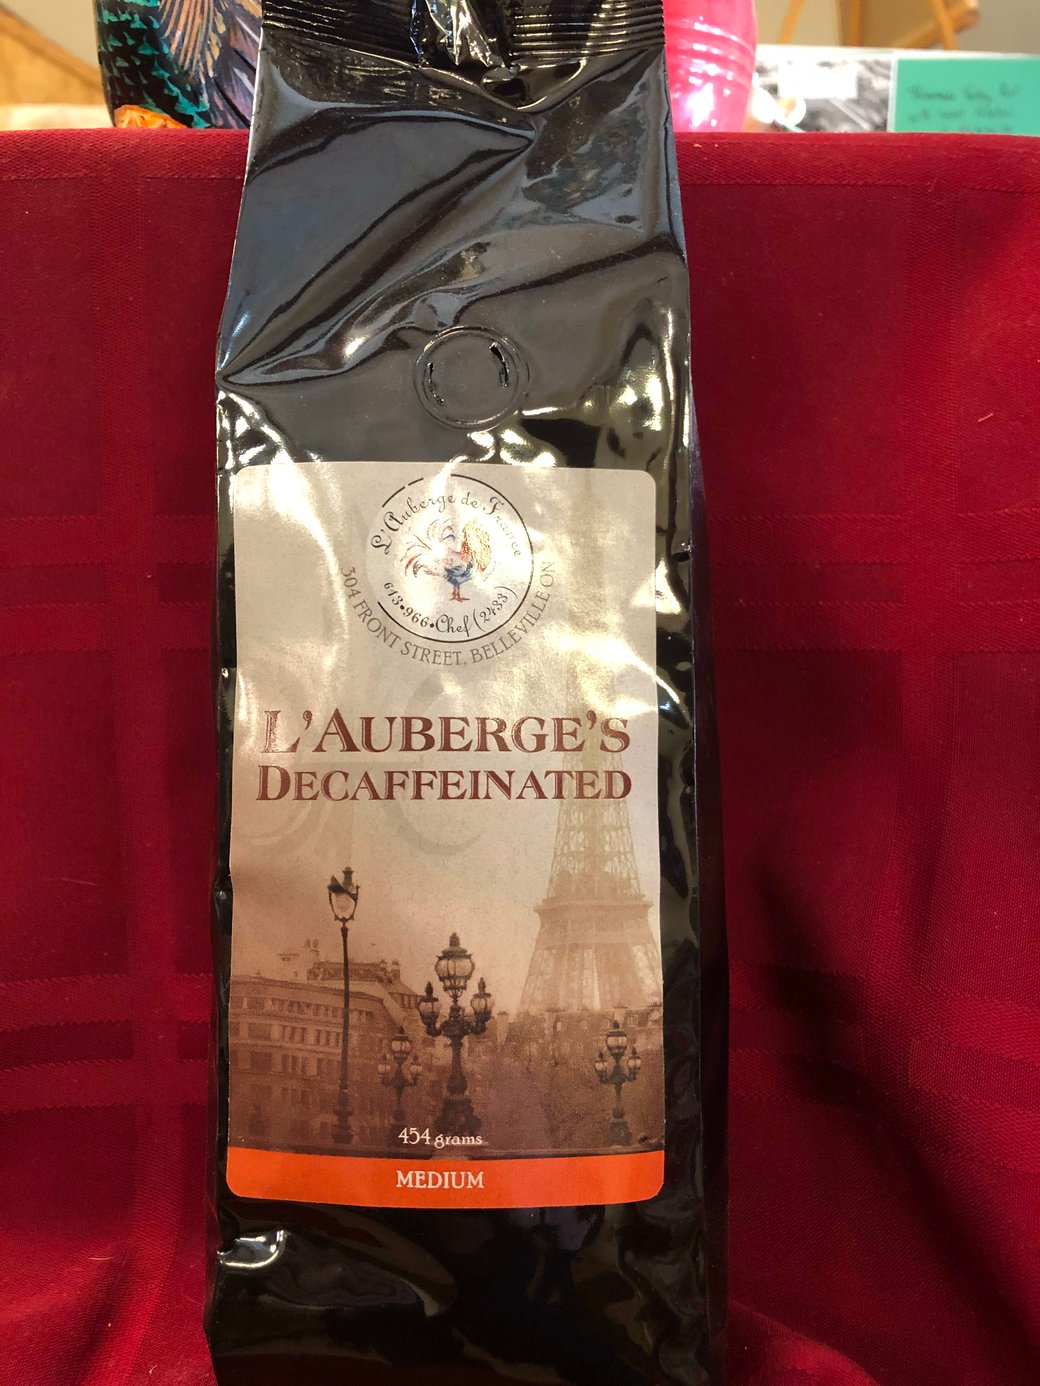 L'Auberge de France
613•966•Chef (2433)
304 FRONT STREET, BELLEVILLE ON
L'AUBERGE'S
DECAFFEINATED
454 grams
MEDIUM